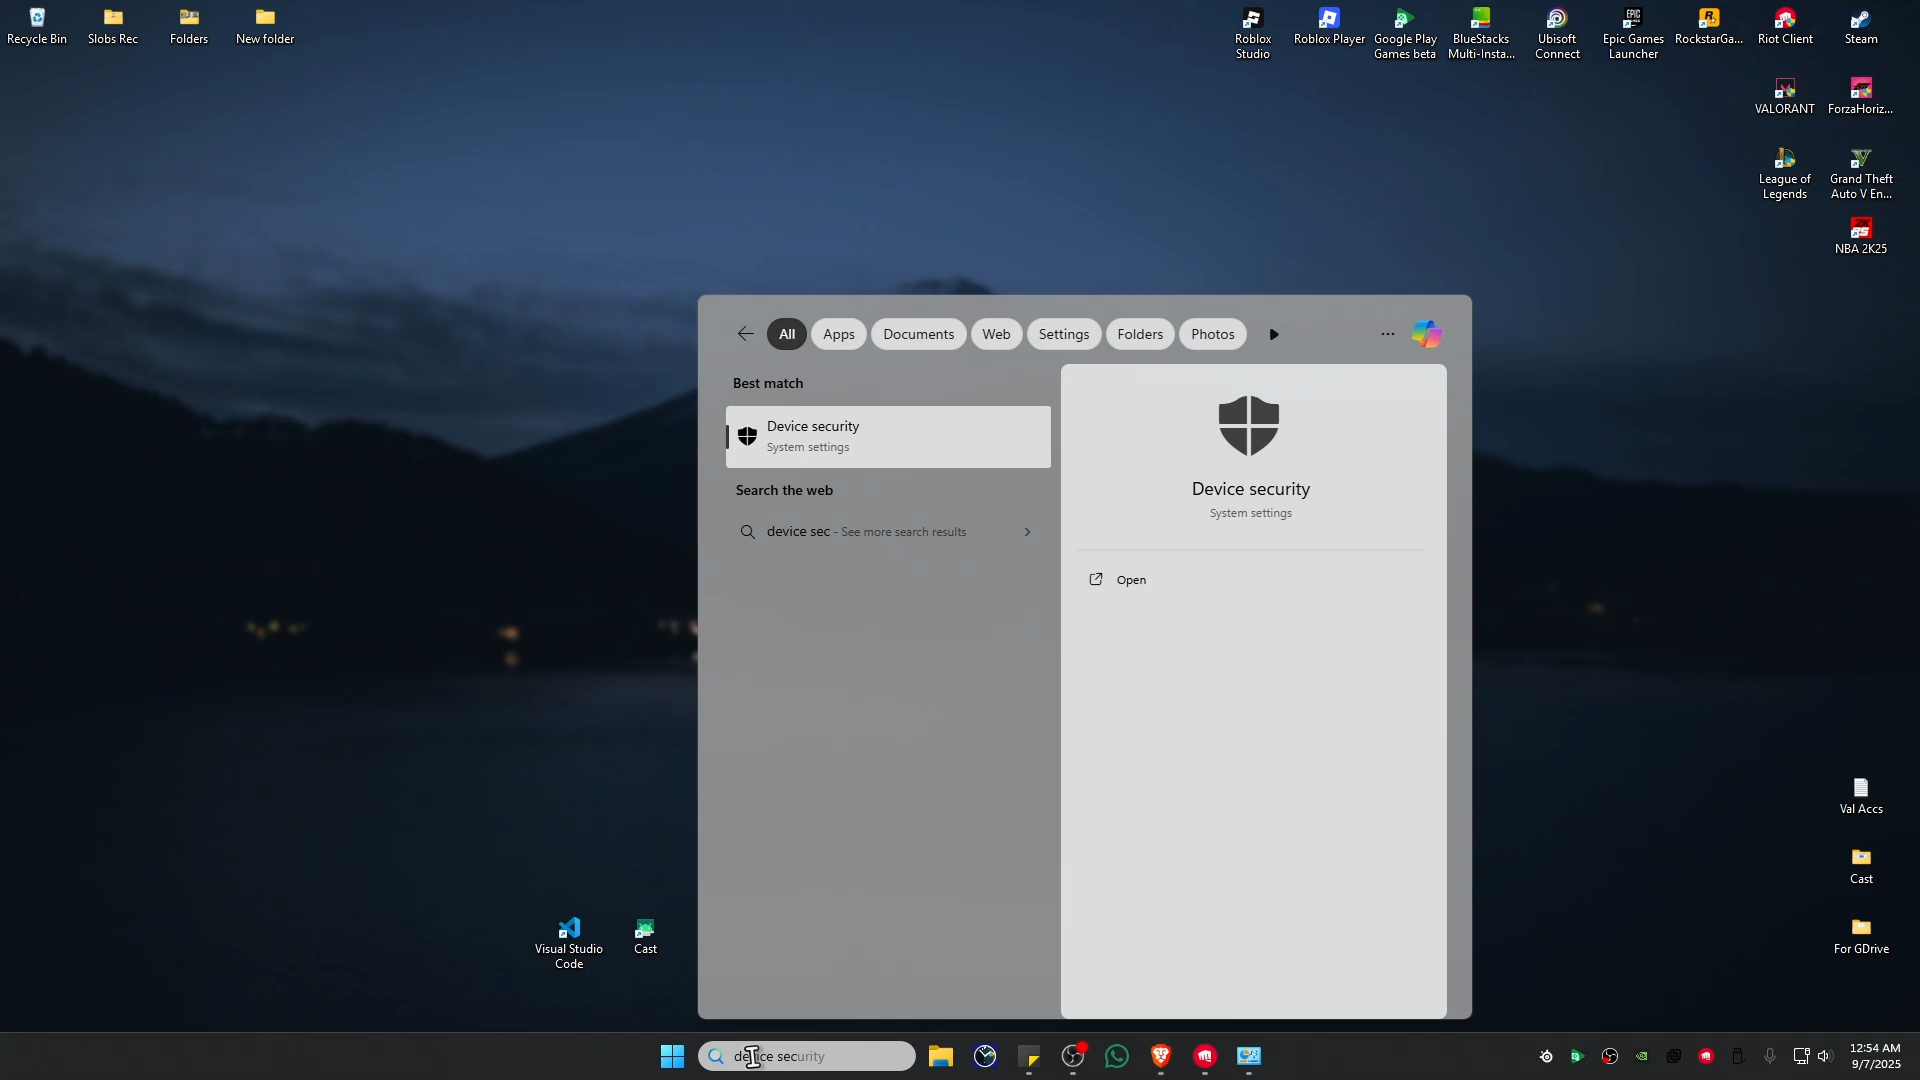 Recycle Bin
Slobs Rec
Folders
New folder
Roblox
Studio
Roblox Player
Google Play
Games beta
BlueStacks
Multi-Insta...
Ubisoft
Connect
Epic Games
Launcher
RockstarGa...
Riot Client
Steam
VALORANT
ForzaHoriz...
League of
Legends
Grand Theft
Auto V En...
NBA 2K25
All
Apps
Documents
Web
Settings
Folders
Photos
Best match
Device security
System settings
Search the web
device sec - See more search results
Device security
System settings
Open
Val Accs
Cast
For GDrive
Visual Studio
Code
Cast
device security
12:54 AM
9/7/2025